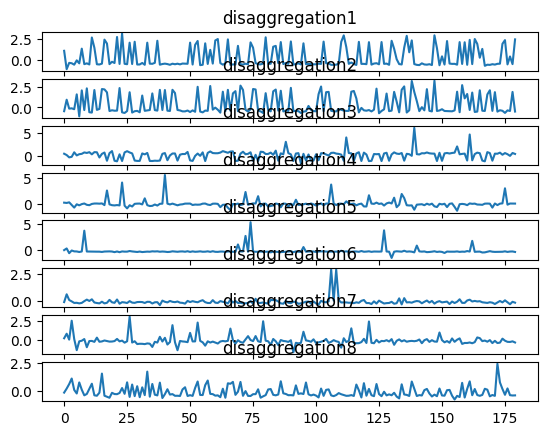 disaggregation1
2.5
0.0
disaggregation2
2.5
0.0
disaggregation3
5
0
disaggregation4
5
0
disaggregation5
5
0
disaggregation6
2.5
0.0
disaggregation7
2.5
0.0
disaggregation8
2.5
0.0
0 25 50 75 100 125 150 175